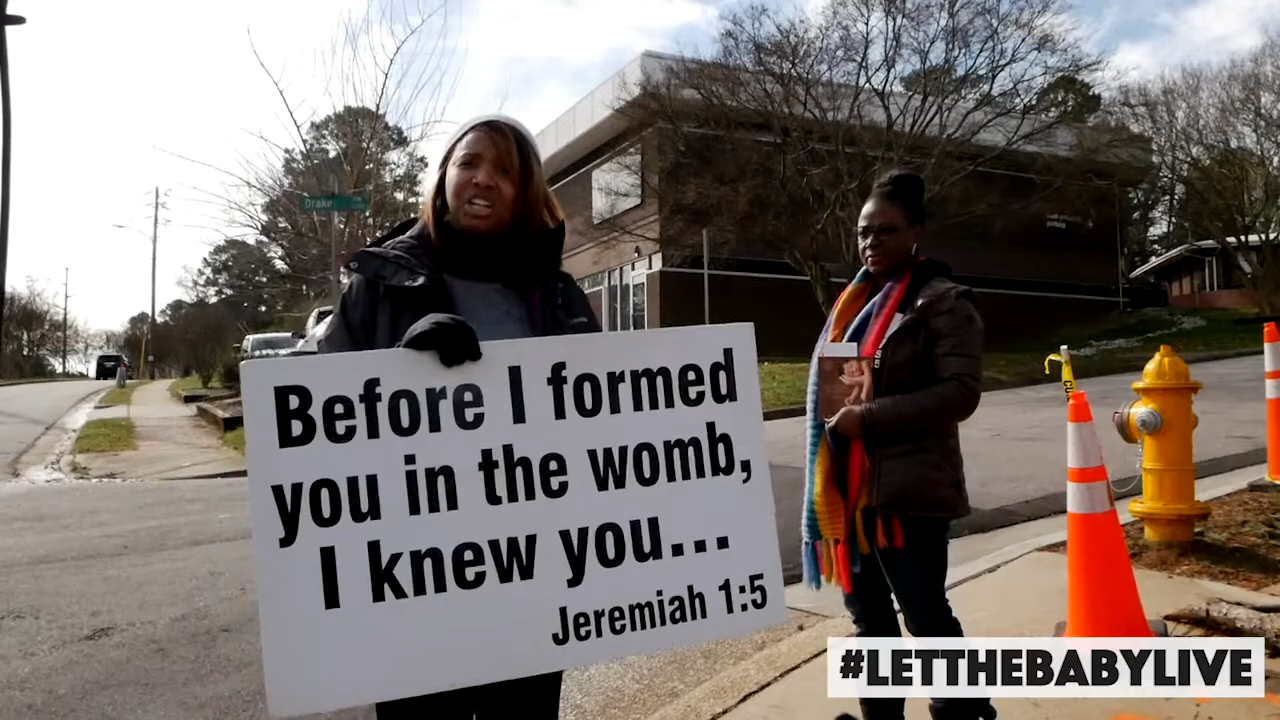 Drake
Before I formed
you in the womb,
I knew you...
Jeremiah 1:5
#LETTHEBABYLIVE